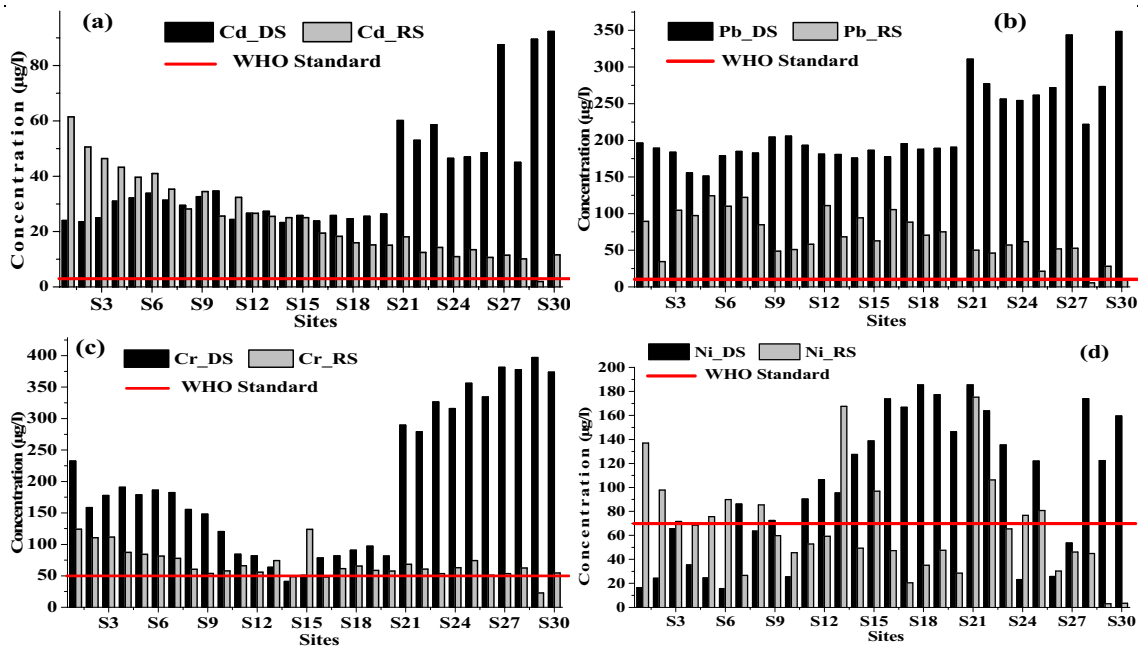 (a)
Cd_DS Cd_RS
WHO Standard
Concentration (µg/l)
80
60
40
20
0
S3 S6 S9 S12 S15 S18 S21 S24 S27 S30
Sites
(b)
Pb_DS Pb_RS
WHO Standard
Concentration (µg/l)
350
300
250
200
150
100
50
0
S3 S6 S9 S12 S15 S18 S21 S24 S27 S30
Sites
(c)
Cr_DS Cr_RS
WHO Standard
Concentration (µg/l)
400
350
300
250
200
150
100
50
0
S3 S6 S9 S12 S15 S18 S21 S24 S27 S30
Sites
(d)
Ni_DS Ni_RS
WHO Standard
Concentration (µg/l)
200
180
160
140
120
100
80
60
40
20
0
S3 S6 S9 S12 S15 S18 S21 S24 S27 S30
Sites